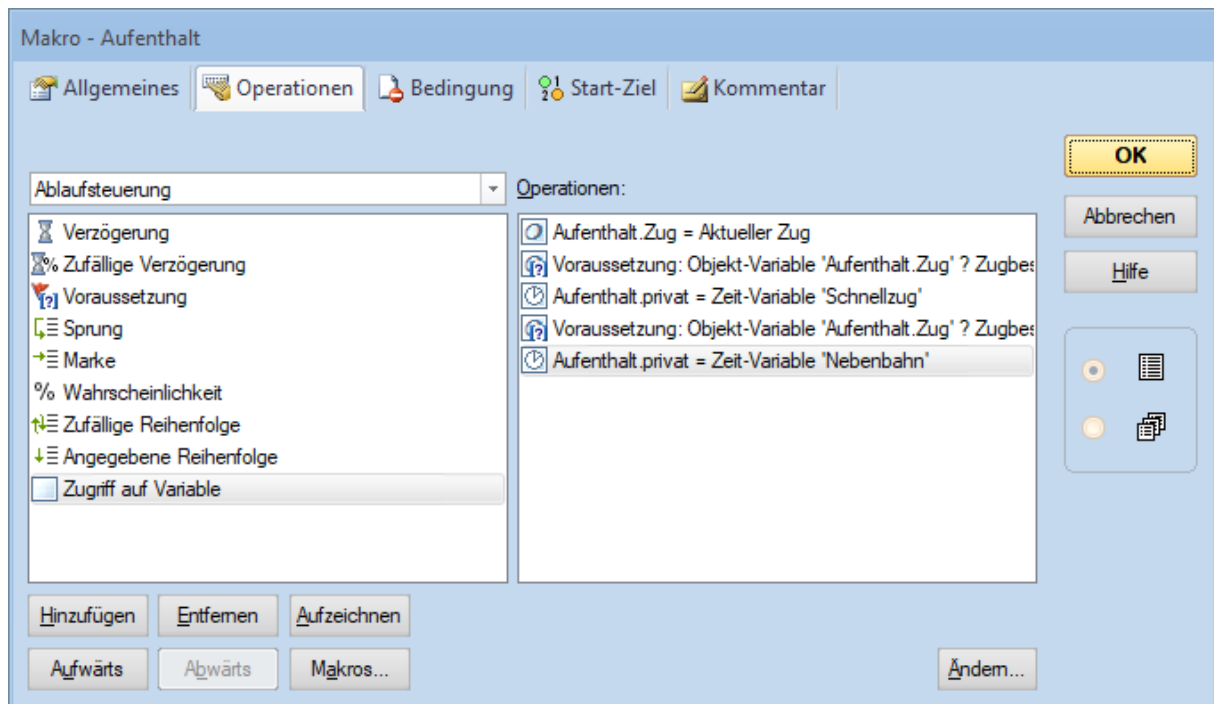 Makro - Aufenthalt
Allgemeines Operationen Bedingung Start-Ziel Kommentar
OK
Ablaufsteuerung
Operationen:
Abbrechen
Verzögerung
Zufällige Verzögerung
Voraussetzung
Sprung
Marke
% Wahrscheinlichkeit
Zufällige Reihenfolge
Angegebene Reihenfolge
Zugriff auf Variable
Aufenthalt.Zug = Aktueller Zug
Voraussetzung: Objekt-Variable 'Aufenthalt.Zug' ? Zugbes
Aufenthalt.privat = Zeit-Variable 'Schnellzug'
Voraussetzung: Objekt-Variable 'Aufenthalt.Zug' ? Zugbes
Aufenthalt.privat = Zeit-Variable 'Nebenbahn'
Hilfe
Hinzufügen Entfernen Aufzeichnen
Aufwärts Abwärts Makros... Ändern...